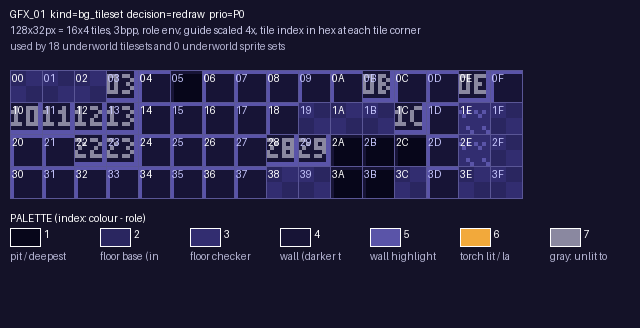 GFX_01 kind=bg_tileset decision=redraw prio=P0
128x32px = 16x4 tiles, 3bpp, role env; guide scaled 4x, tile index in hex at each tile corner
used by 18 underworld tilesets and 0 underworld sprite sets
00 01 02 03 04 05 06 07 08 09 0A 0B 0C 0D 0E 0F
10 11 12 13 14 15 16 17 18 19 1A 1B 1C 1D 1E 1F
20 21 22 23 24 25 26 27 28 29 2A 2B 2C 2D 2E 2F
30 31 32 33 34 35 36 37 38 39 3A 3B 3C 3D 3E 3F
PALETTE (index: colour - role)
1 2 3 4 5 6 7
pit / deepest floor base (in floor checker wall (darker t wall highlight torch lit / la gray: unlit to